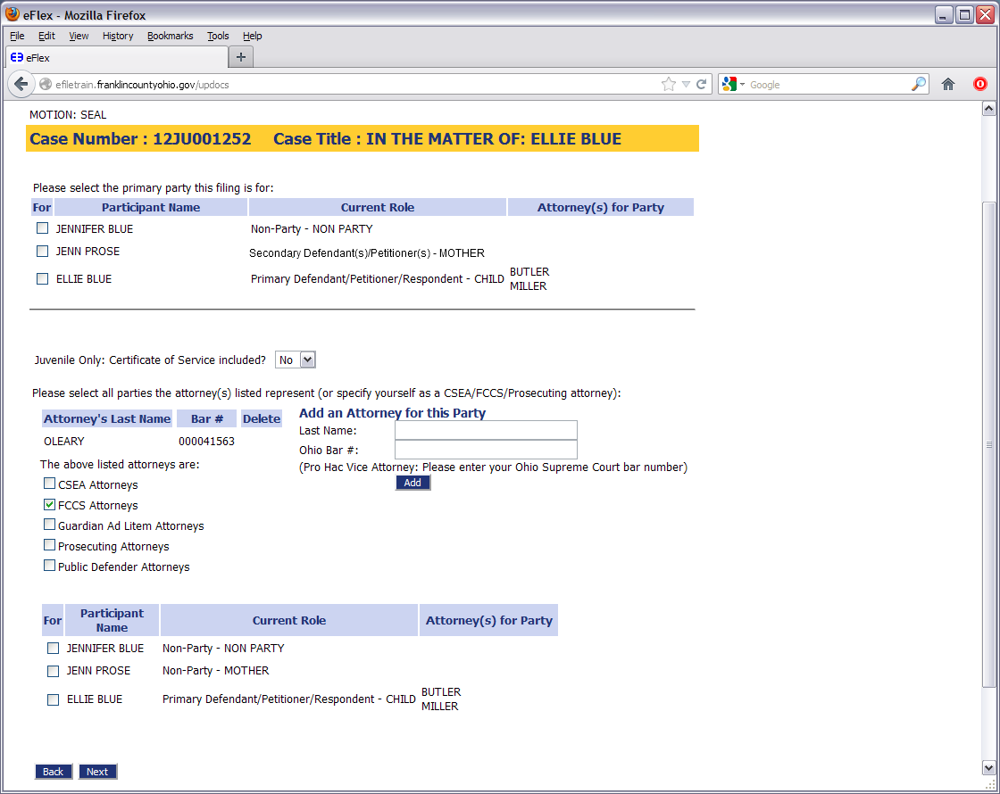 eFlex - Mozilla Firefox
File Edit View History Bookmarks Tools Help
eFlex
efiletrain.franklincountyohio.gov/updocs
Google
MOTION: SEAL
Case Number : 12JU001252 Case Title : IN THE MATTER OF: ELLIE BLUE
Please select the primary party this filing is for:
For Participant Name Current Role Attorney(s) for Party
JENNIFER BLUE Non-Party - NON PARTY
JENN PROSE Secondary Defendant(s)/Petitioner(s) - MOTHER
ELLIE BLUE Primary Defendant/Petitioner/Respondent - CHILD BUTLER
MILLER
Juvenile Only: Certificate of Service included? No
Please select all parties the attorney(s) listed represent (or specify yourself as a CSEA/FCCS/Prosecuting attorney):
Attorney's Last Name Bar # Delete
OLEARY 000041563
The above listed attorneys are:
CSEA Attorneys
FCCS Attorneys
Guardian Ad Litem Attorneys
Prosecuting Attorneys
Public Defender Attorneys
Add an Attorney for this Party
Last Name:
Ohio Bar #:
(Pro Hac Vice Attorney: Please enter your Ohio Supreme Court bar number)
Add
For Participant Name Current Role Attorney(s) for Party
JENNIFER BLUE Non-Party - NON PARTY
JENN PROSE Non-Party - MOTHER
ELLIE BLUE Primary Defendant/Petitioner/Respondent - CHILD BUTLER
MILLER
Back Next